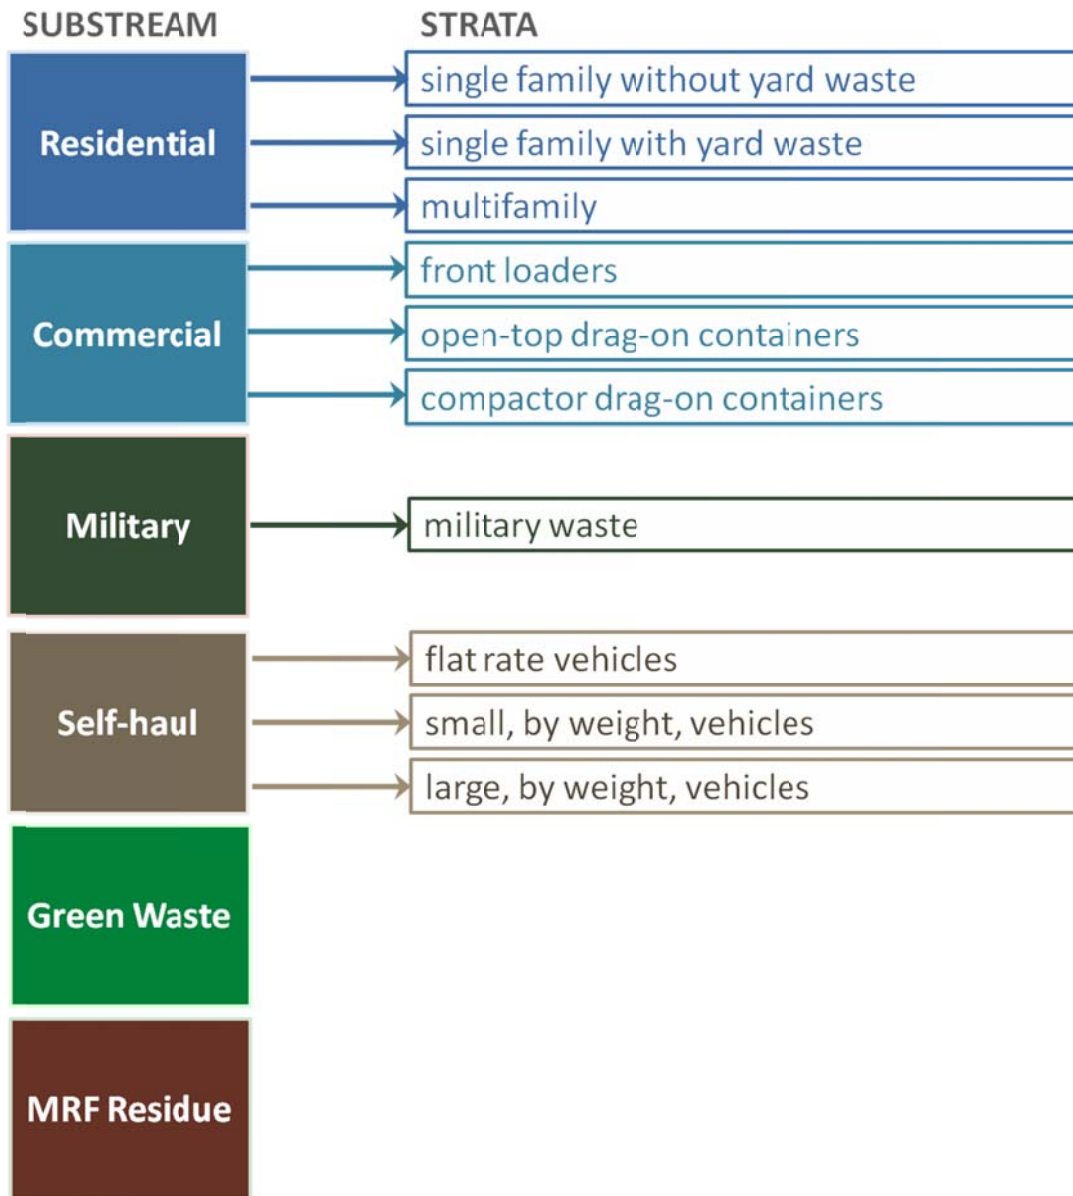 SUBSTREAM STRATA
Residential
single family without yard waste
single family with yard waste
multifamily
Commercial
front loaders
open-top drag-on containers
compactor drag-on containers
Military
military waste
Self-haul
flat rate vehicles
small, by weight, vehicles
large, by weight, vehicles
Green Waste
MRF Residue